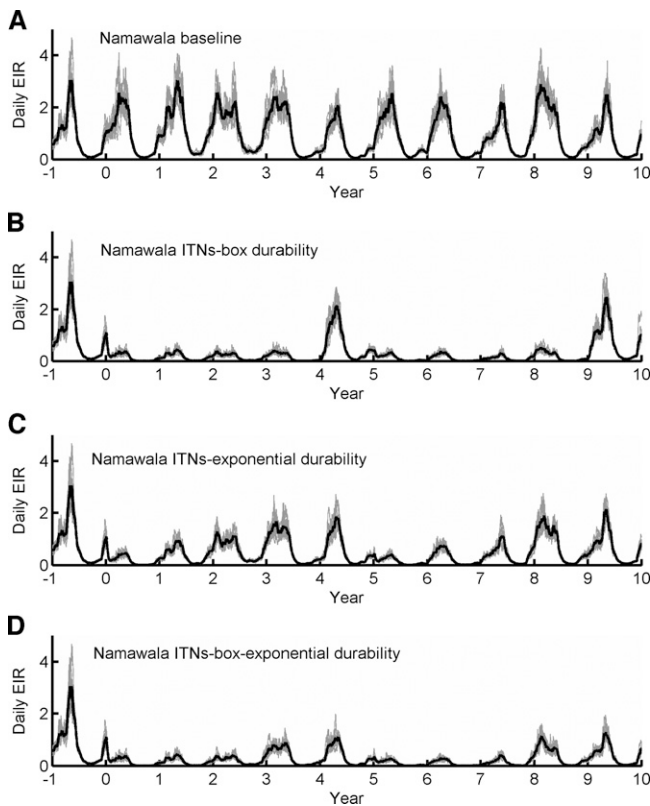 A
Namawala baseline
Daily EIR
4
2
0
-1 0 1 2 3 4 5 6 7 8 9 10
Year
B
Namawala ITNs-box durability
Daily EIR
4
2
0
-1 0 1 2 3 4 5 6 7 8 9 10
Year
C
Namawala ITNs-exponential durability
Daily EIR
4
2
0
-1 0 1 2 3 4 5 6 7 8 9 10
Year
D
Namawala ITNs-box-exponential durability
Daily EIR
4
2
0
-1 0 1 2 3 4 5 6 7 8 9 10
Year